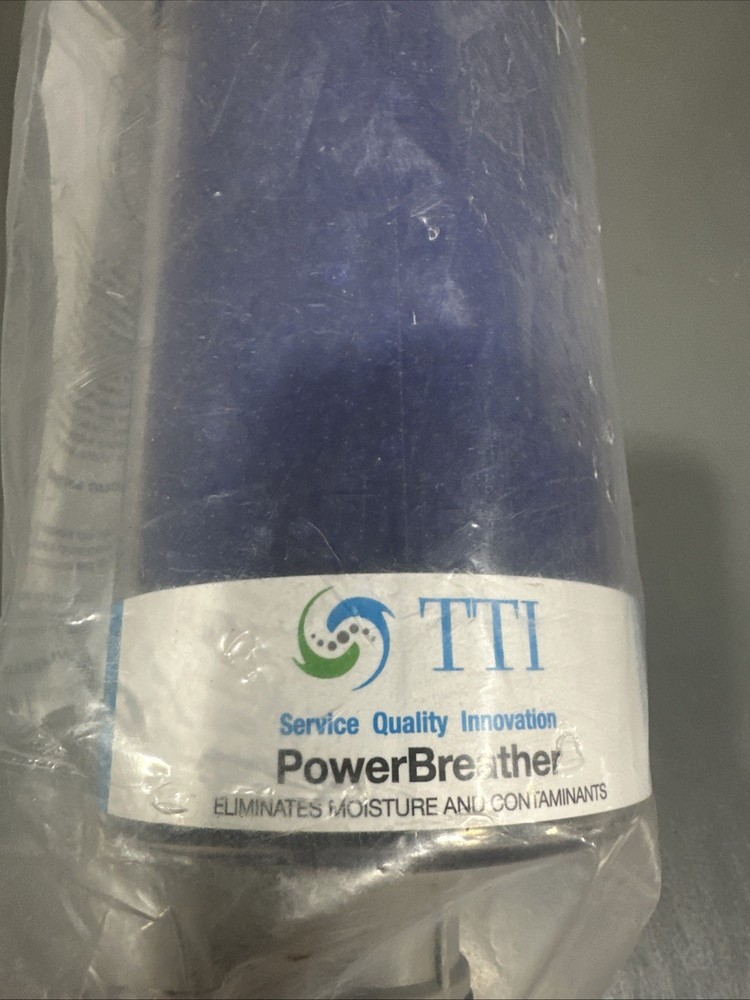 TTI
Service Quality Innovation
PowerBreather
ELIMINATES MOISTURE AND CONTAMINANTS